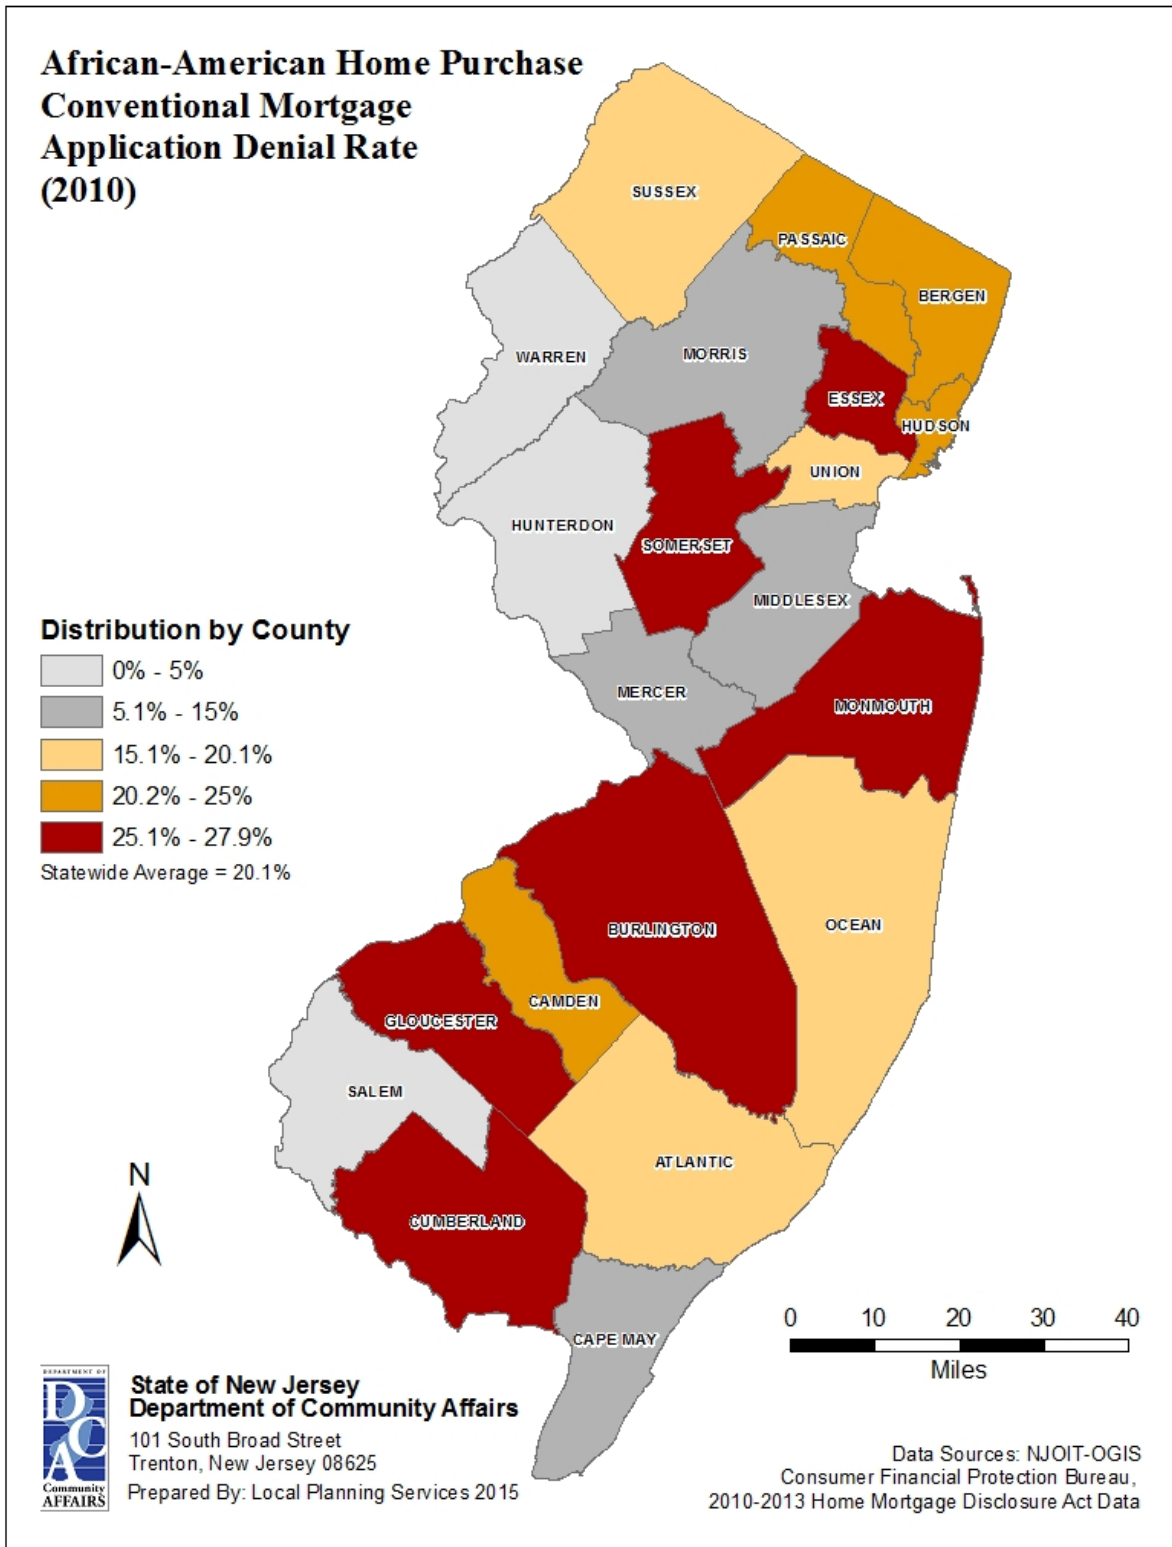 African-American Home Purchase
Conventional Mortgage
Application Denial Rate
(2010)
SUSSEX
PASSAIC
BERGEN
WARREN
MORRIS
ESSEX
HUDSON
UNION
HUNTERDON
SOMERSET
MIDDLESEX
MERCER
MONMOUTH
Distribution by County
0% - 5%
5.1% - 15%
15.1% - 20.1%
20.2% - 25%
25.1% - 27.9%
Statewide Average = 20.1%
OCEAN
BURLINGTON
CAMDEN
GLOUCESTER
SALEM
ATLANTIC
CUMBERLAND
CAPE MAY
N
0 10 20 30 40
Miles
DEPARTMENT OF
DCA
Community
AFFAIRS
State of New Jersey
Department of Community Affairs
101 South Broad Street
Trenton, New Jersey 08625
Prepared By: Local Planning Services 2015
Data Sources: NJOIT-OGIS
Consumer Financial Protection Bureau,
2010-2013 Home Mortgage Disclosure Act Data